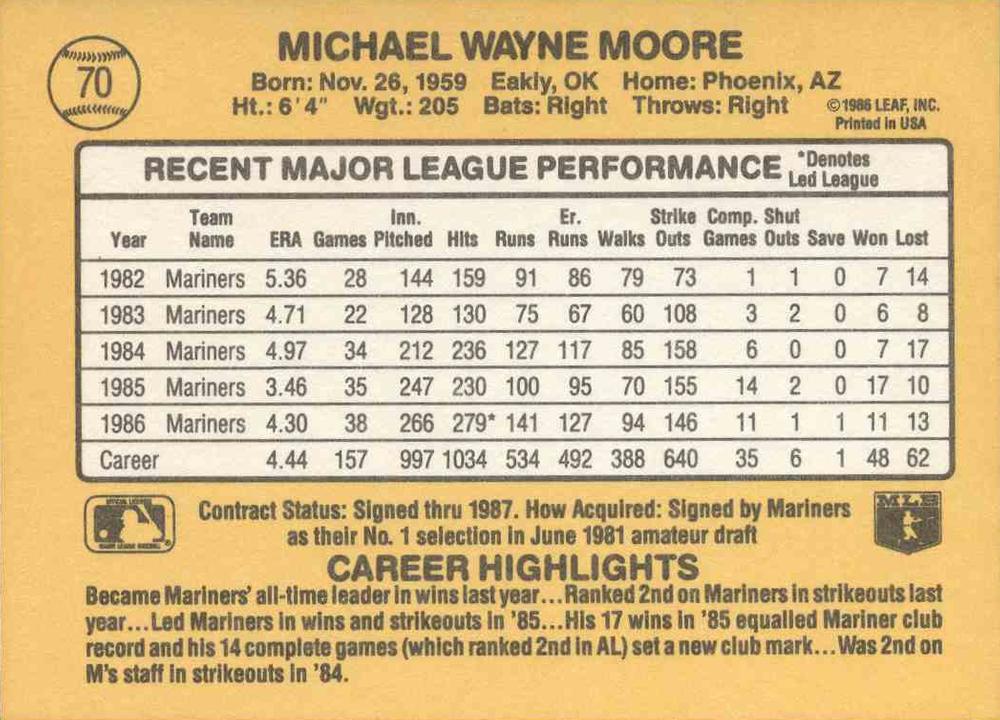 70
MICHAEL WAYNE MOORE
Born: Nov. 26, 1959 Eakly, OK Home: Phoenix, AZ
Ht.: 6'4" Wgt.: 205 Bats: Right Throws: Right
©1986 LEAF, INC.
Printed in USA
RECENT MAJOR LEAGUE PERFORMANCE *Denotes
Led League
Team Inn. Er. Strike Comp. Shut
Year Name ERA Games Pitched Hits Runs Runs Walks Outs Games Outs Save Won Lost
1982 Mariners 5.36 28 144 159 91 86 79 73 1 1 0 7 14
1983 Mariners 4.71 22 128 130 75 67 60 108 3 2 0 6 8
1984 Mariners 4.97 34 212 236 127 117 85 158 6 0 0 7 17
1985 Mariners 3.46 35 247 230 100 95 70 155 14 2 0 17 10
1986 Mariners 4.30 38 266 279* 141 127 94 146 11 1 1 11 13
Career 4.44 157 997 1034 534 492 388 640 35 6 1 48 62
Contract Status: Signed thru 1987. How Acquired: Signed by Mariners
as their No. 1 selection in June 1981 amateur draft
MLB
CAREER HIGHLIGHTS
Became Mariners' all-time leader in wins last year...Ranked 2nd on Mariners in strikeouts last
year...Led Mariners in wins and strikeouts in '85...His 17 wins in '85 equalled Mariner club
record and his 14 complete games (which ranked 2nd in AL) set a new club mark...Was 2nd on
M's staff in strikeouts in '84.